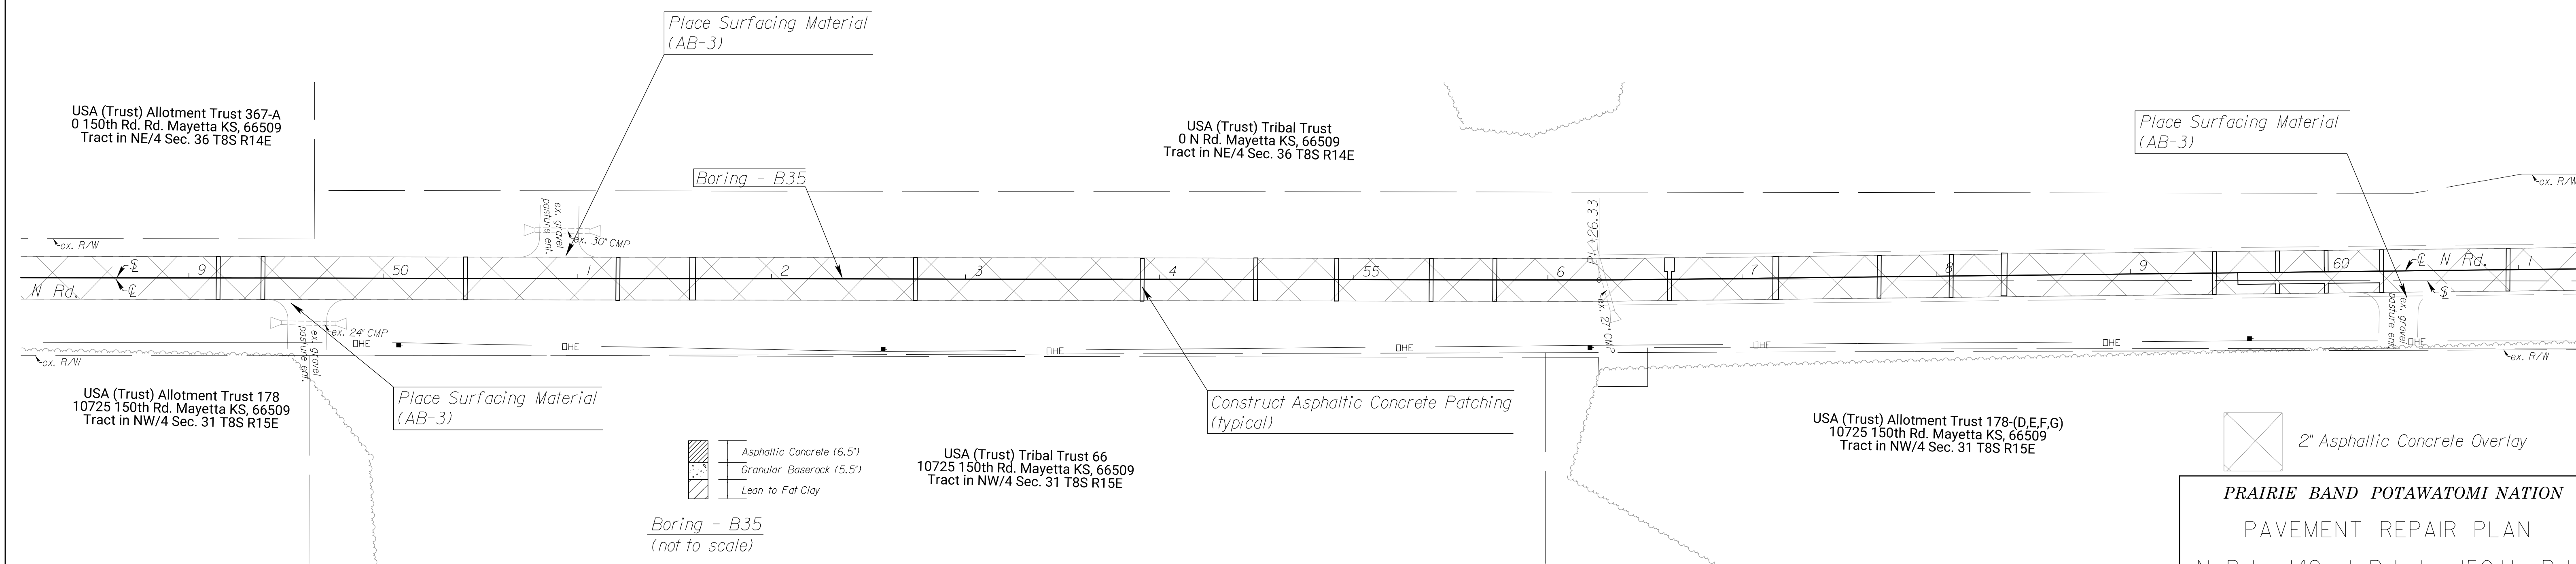 Place Surfacing Material
(AB-3)
USA (Trust) Allotment Trust 367-A
0 150th Rd. Rd. Mayetta KS, 66509
Tract in NE/4 Sec. 36 T8S R14E
USA (Trust) Tribal Trust
0 N Rd. Mayetta KS, 66509
Tract in NE/4 Sec. 36 T8S R14E
Place Surfacing Material
(AB-3)
Boring - B35
ex. R/W
ex. R/W
ex. gravel
pasture ent.
ex. 30" CMP
PI +26.33
9
50
1
2
3
4
55
6
7
8
9
60
1
N Rd.
N Rd.
ex. 24" CMP
ex. gravel
pasture ent.
ex. 27" CMP
ex. gravel
pasture ent.
OHE
OHE
OHE
OHE
OHE
OHE
OHE
ex. R/W
ex. R/W
USA (Trust) Allotment Trust 178
10725 150th Rd. Mayetta KS, 66509
Tract in NW/4 Sec. 31 T8S R15E
Place Surfacing Material
(AB-3)
Construct Asphaltic Concrete Patching
(typical)
USA (Trust) Allotment Trust 178-(D,E,F,G)
10725 150th Rd. Mayetta KS, 66509
Tract in NW/4 Sec. 31 T8S R15E
2" Asphaltic Concrete Overlay
Asphaltic Concrete (6.5")
Granular Baserock (5.5")
Lean to Fat Clay
Boring - B35
(not to scale)
USA (Trust) Tribal Trust 66
10725 150th Rd. Mayetta KS, 66509
Tract in NW/4 Sec. 31 T8S R15E
PRAIRIE BAND POTAWATOMI NATION
PAVEMENT REPAIR PLAN